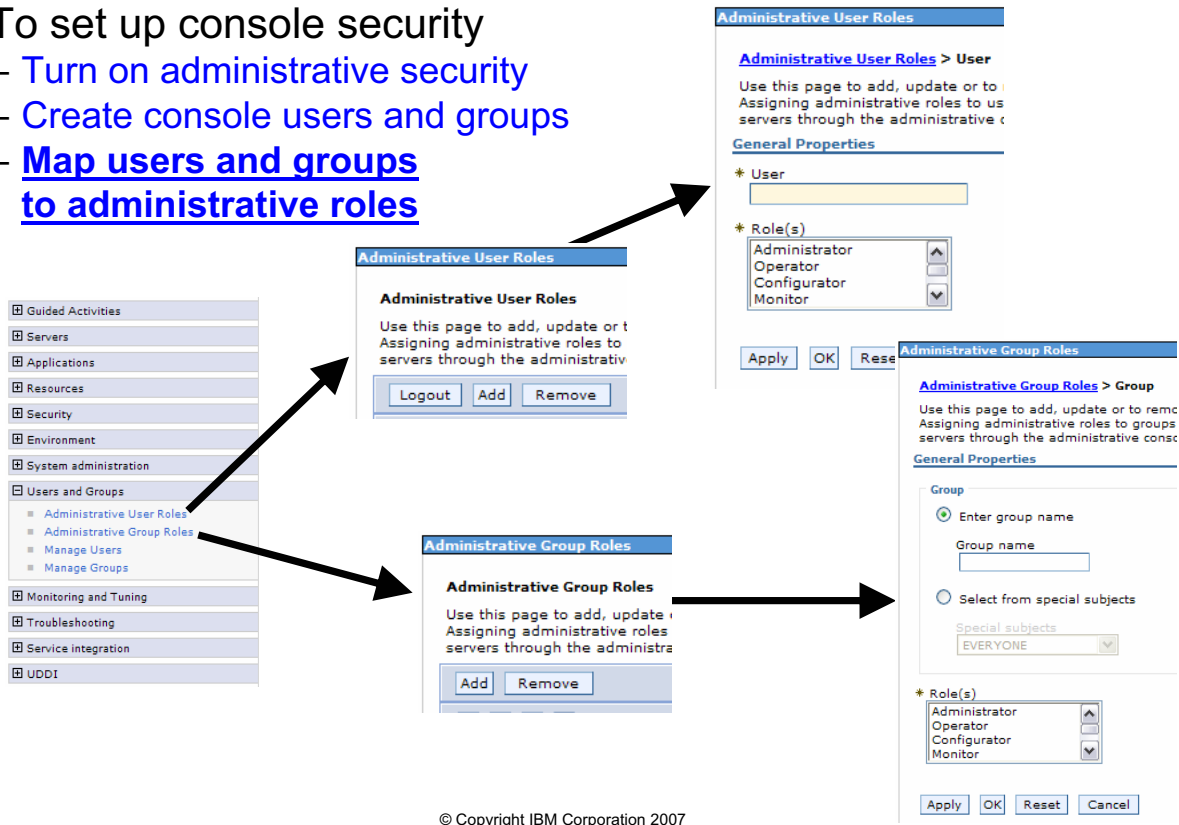 To set up console security
– Turn on administrative security
– Create console users and groups
– Map users and groups
to administrative roles
Guided Activities
Servers
Applications
Resources
Security
Environment
System administration
Users and Groups
Administrative User Roles
Administrative Group Roles
Manage Users
Manage Groups
Monitoring and Tuning
Troubleshooting
Service integration
UDDI
Administrative User Roles
Administrative User Roles
Use this page to add, update or t
Assigning administrative roles to
servers through the administrativ
Logout Add Remove
Administrative User Roles
Administrative User Roles > User
Use this page to add, update or to
Assigning administrative roles to us
servers through the administrative c
General Properties
* User
* Role(s)
Administrator
Operator
Configurator
Monitor
Apply OK Rese
Administrative Group Roles
Administrative Group Roles
Use this page to add, update
Assigning administrative roles
servers through the administra
Add Remove
Administrative Group Roles
Administrative Group Roles > Group
Use this page to add, update or to remo
Assigning administrative roles to groups
servers through the administrative conso
General Properties
Group
Enter group name
Group name
Select from special subjects
Special subjects
EVERYONE
* Role(s)
Administrator
Operator
Configurator
Monitor
Apply OK Reset Cancel
© Copyright IBM Corporation 2007